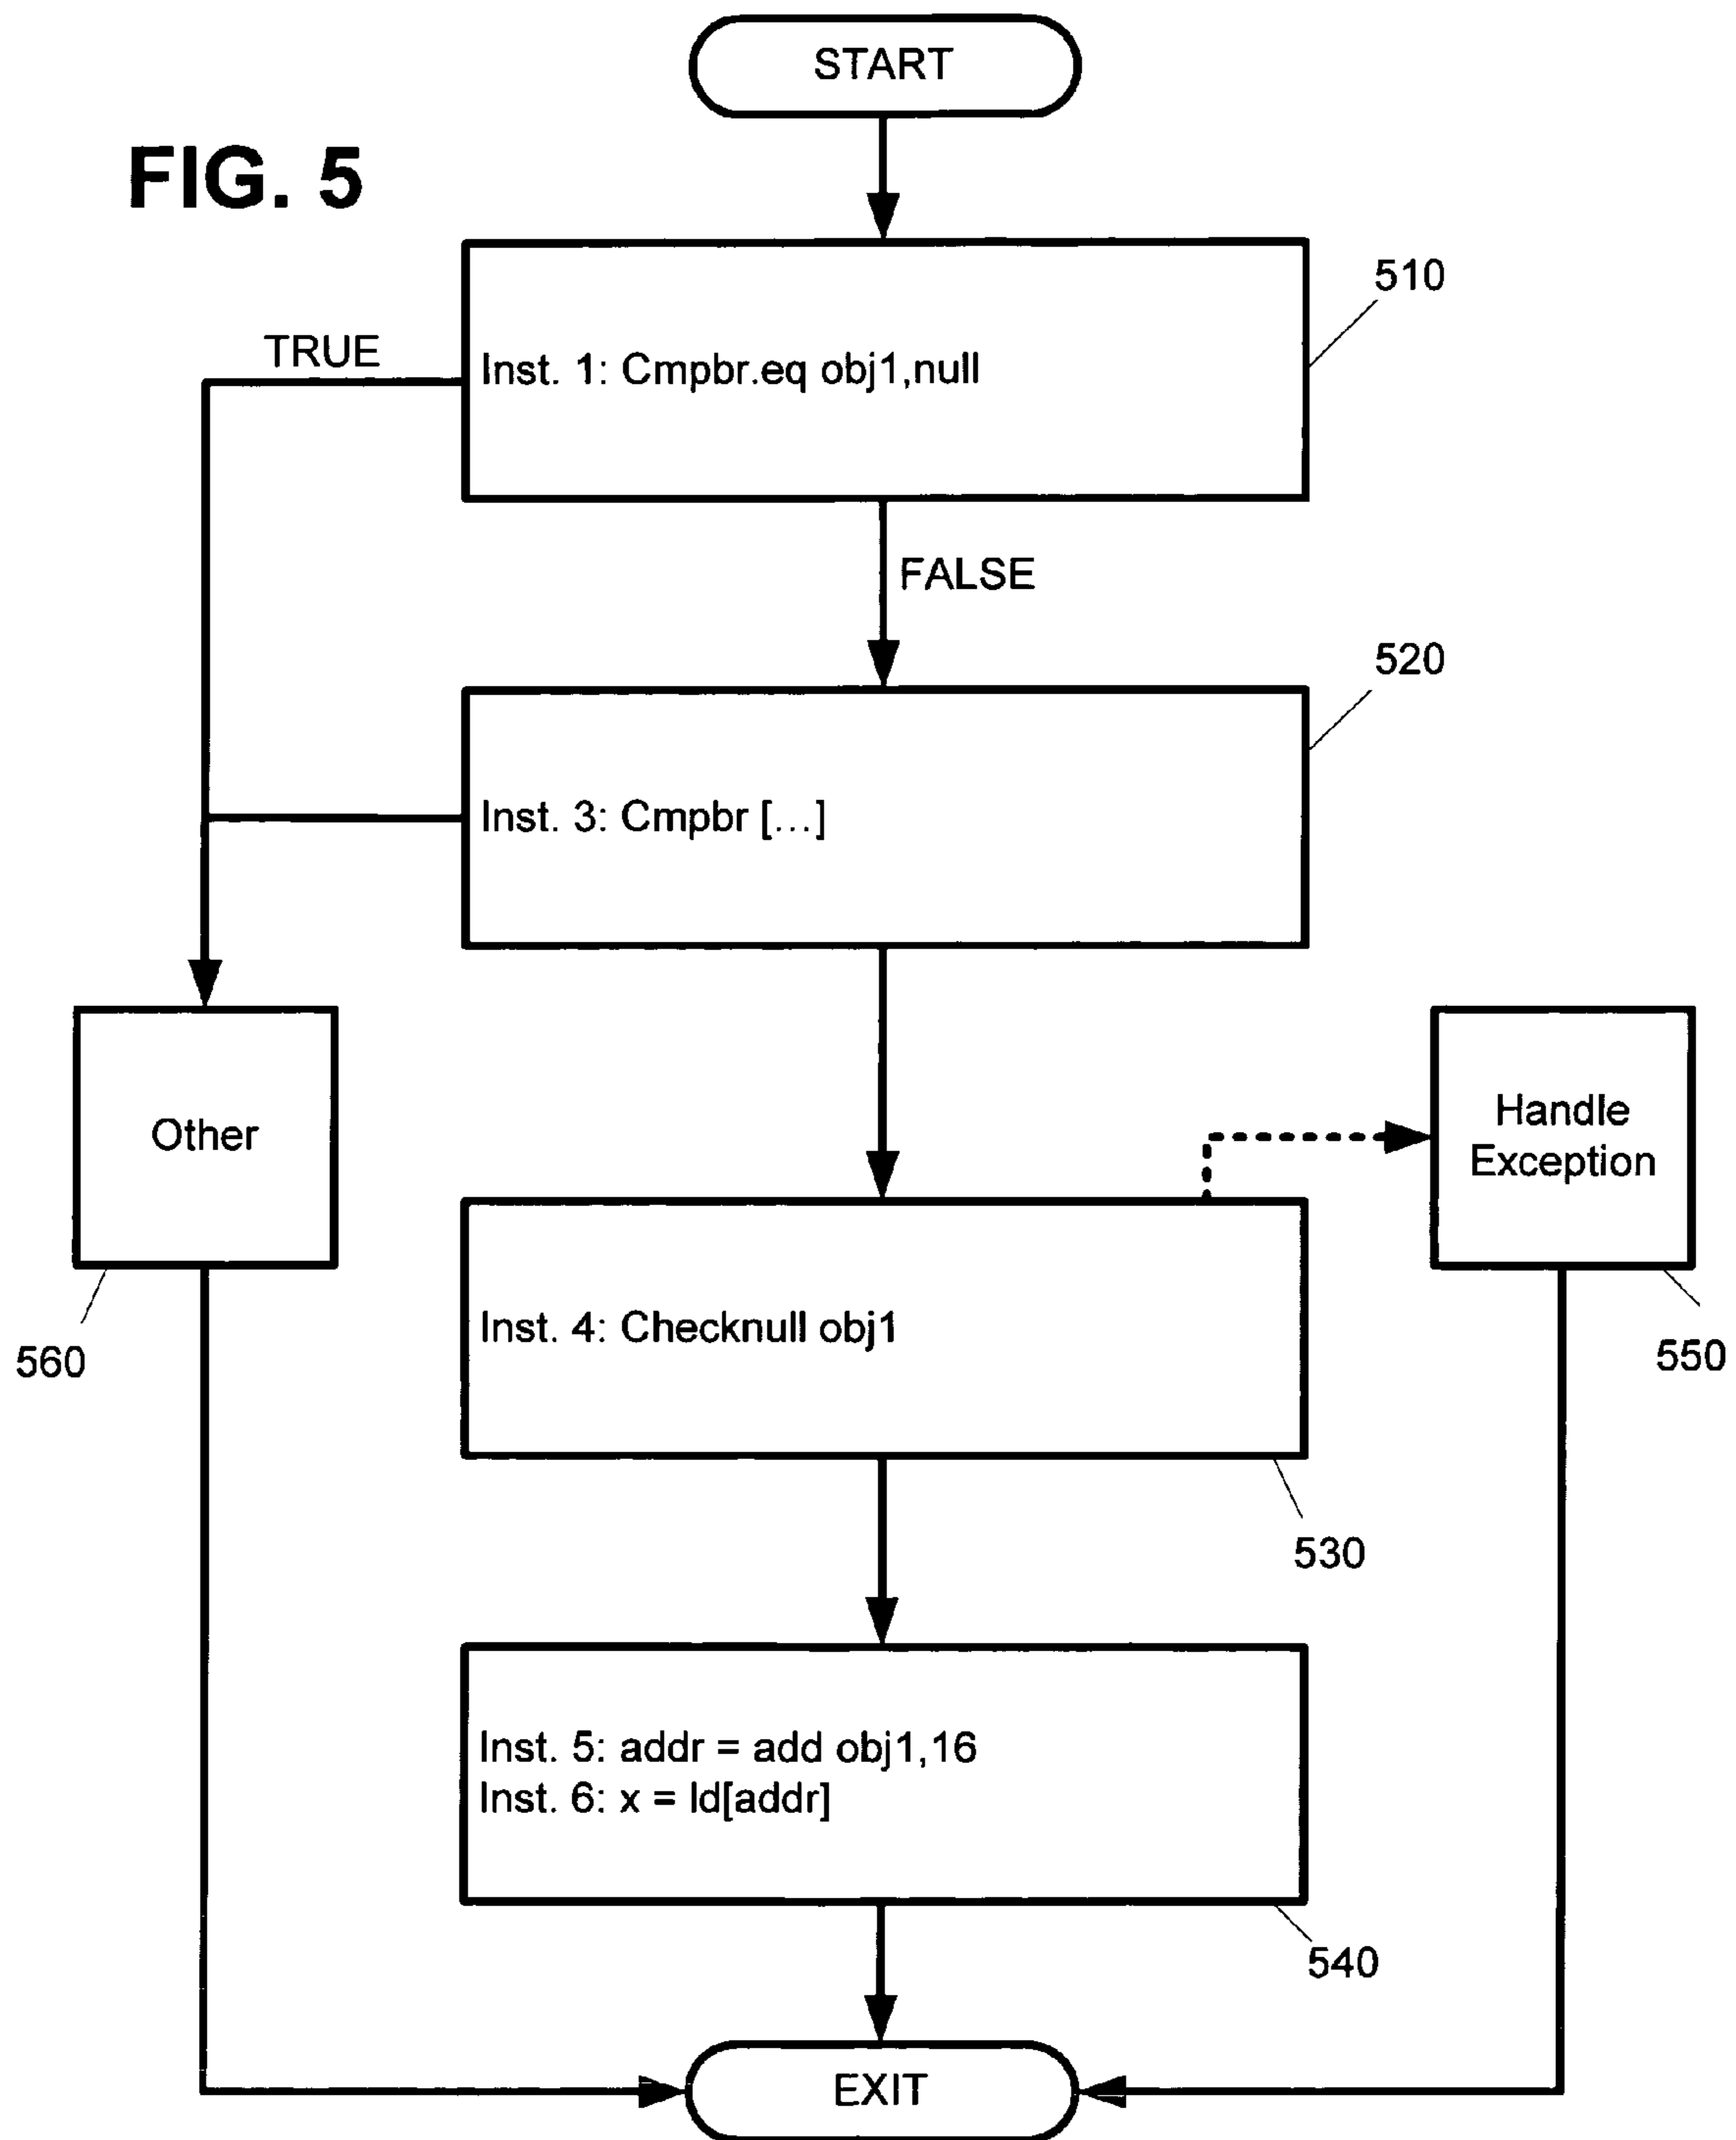 START
FIG. 5
510
TRUE
Inst. 1: Cmpbr.eq obj1,null
FALSE
520
Inst. 3: Cmpbr [...]
Other
Handle
Exception
560
Inst. 4: Checknull obj1
550
530
Inst. 5: addr = add obj1,16
Inst. 6: x = ld[addr]
540
EXIT